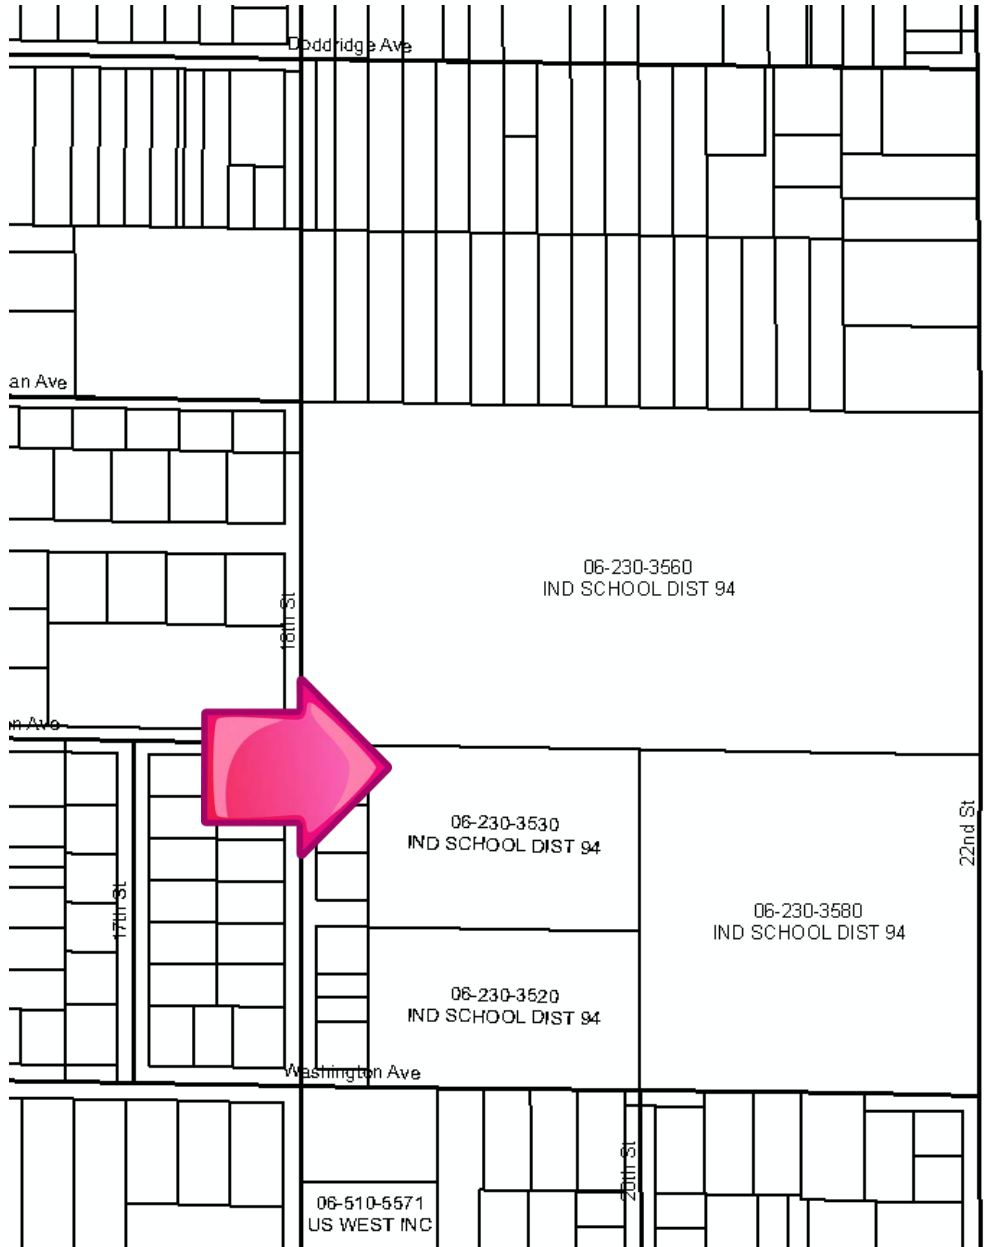 Doddridge Ave
an Ave
06-230-3560
IND SCHOOL DIST 94
18th St
n Ave
06-230-3530
IND SCHOOL DIST 94
22nd St
17th St
06-230-3580
IND SCHOOL DIST 94
06-230-3520
IND SCHOOL DIST 94
Washington Ave
20th St
06-510-5571
US WEST INC